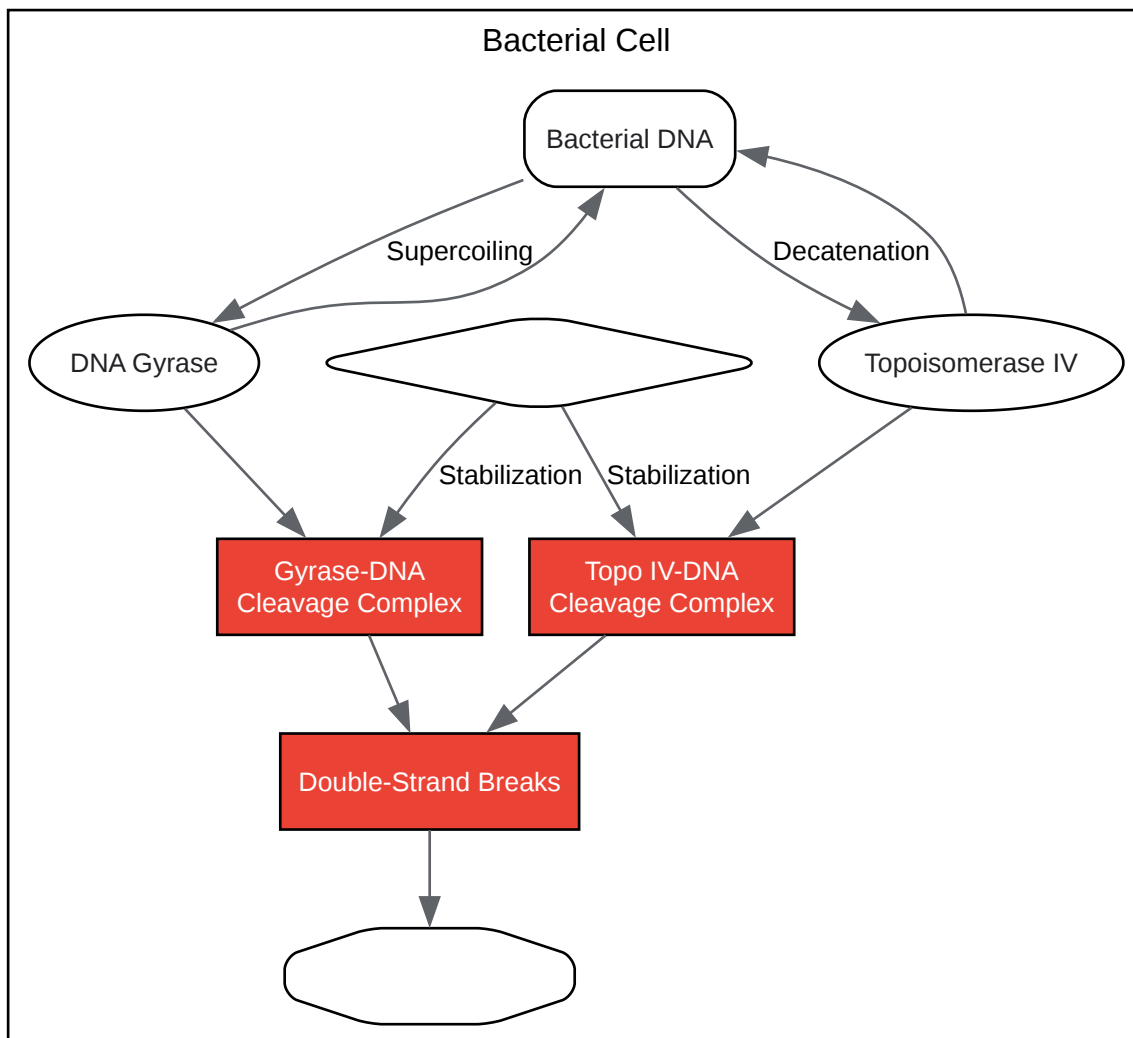 Bacterial Cell
Bacterial DNA
Supercoiling
Decatenation
DNA Gyrase
Topoisomerase IV
Stabilization
Stabilization
Gyrase-DNA
Cleavage Complex
Topo IV-DNA
Cleavage Complex
Double-Strand Breaks